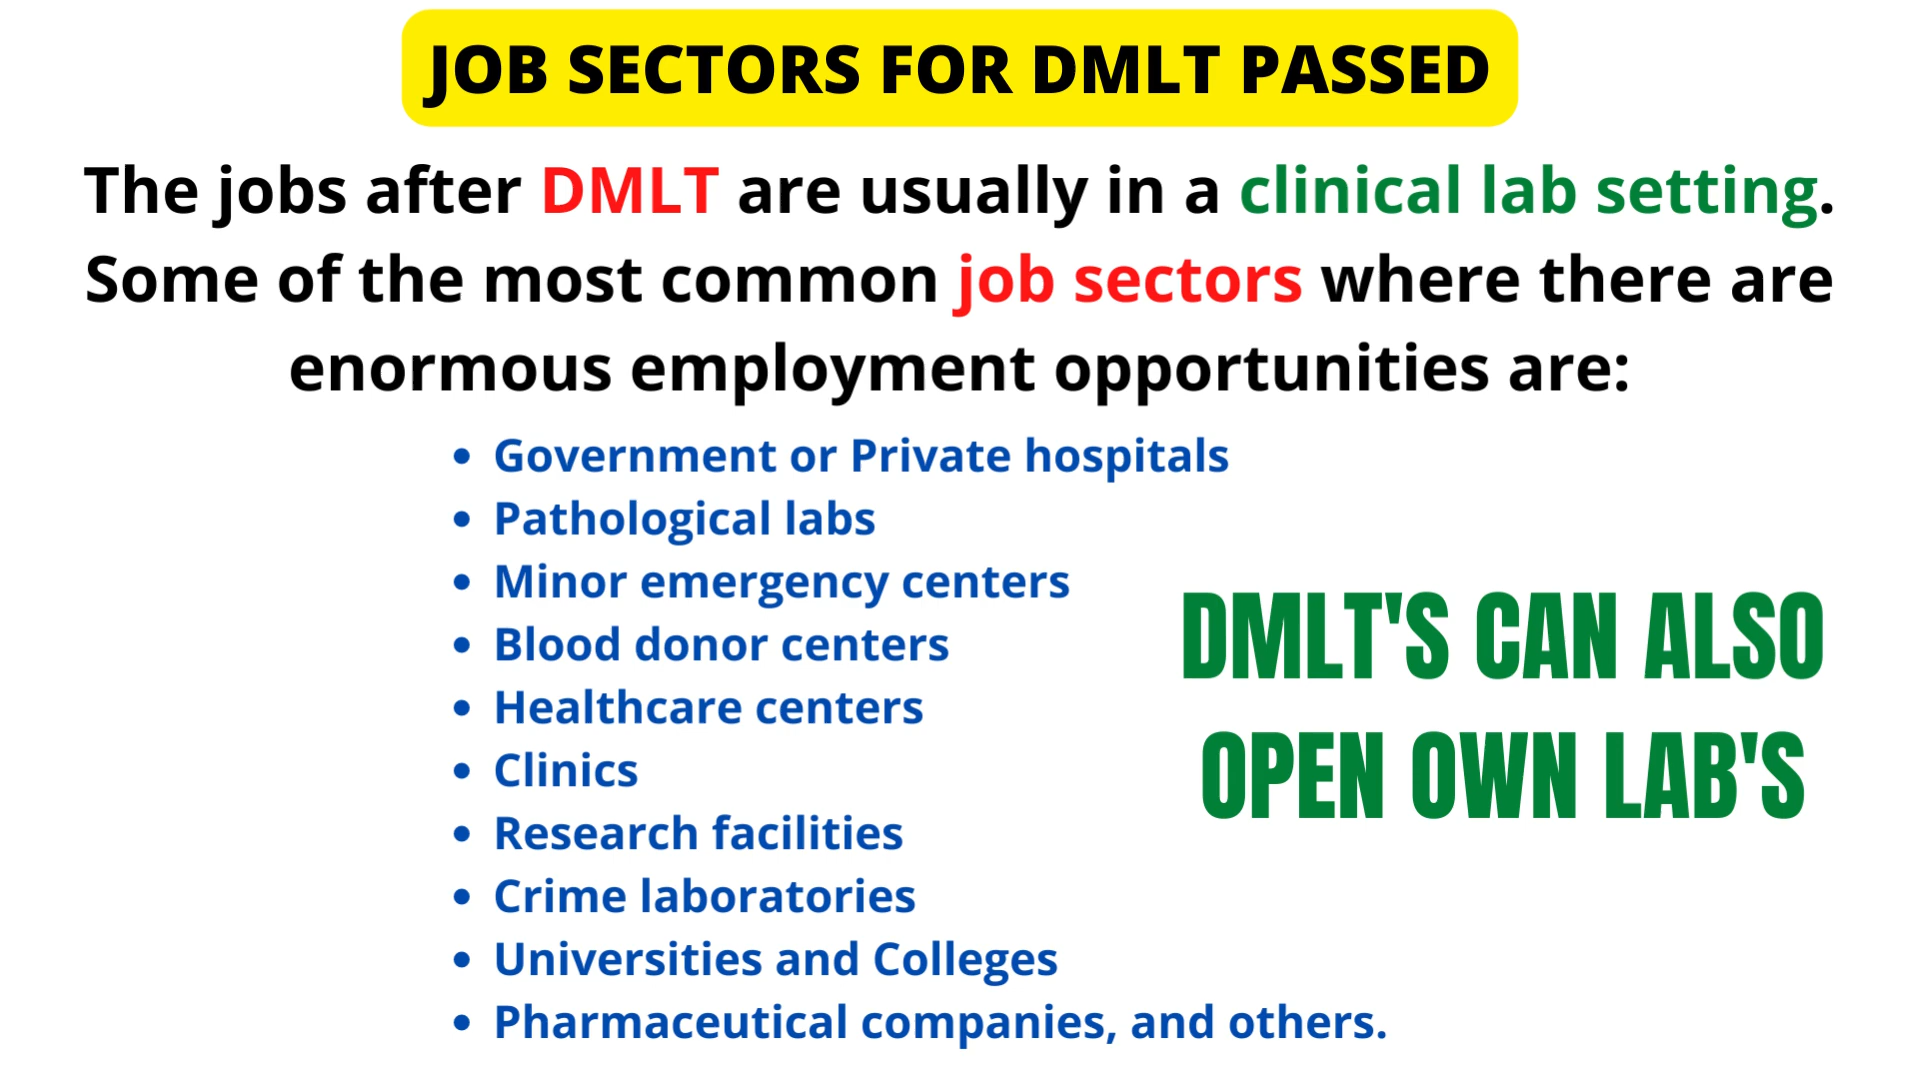 JOB SECTORS FOR DMLT PASSED
The jobs after DMLT are usually in a clinical lab setting.
Some of the most common job sectors where there are
enormous employment opportunities are:
• Government or Private hospitals
• Pathological labs
• Minor emergency centers
• Blood donor centers
• Healthcare centers
• Clinics
• Research facilities
• Crime laboratories
• Universities and Colleges
• Pharmaceutical companies, and others.
DMLT'S CAN ALSO
OPEN OWN LAB'S